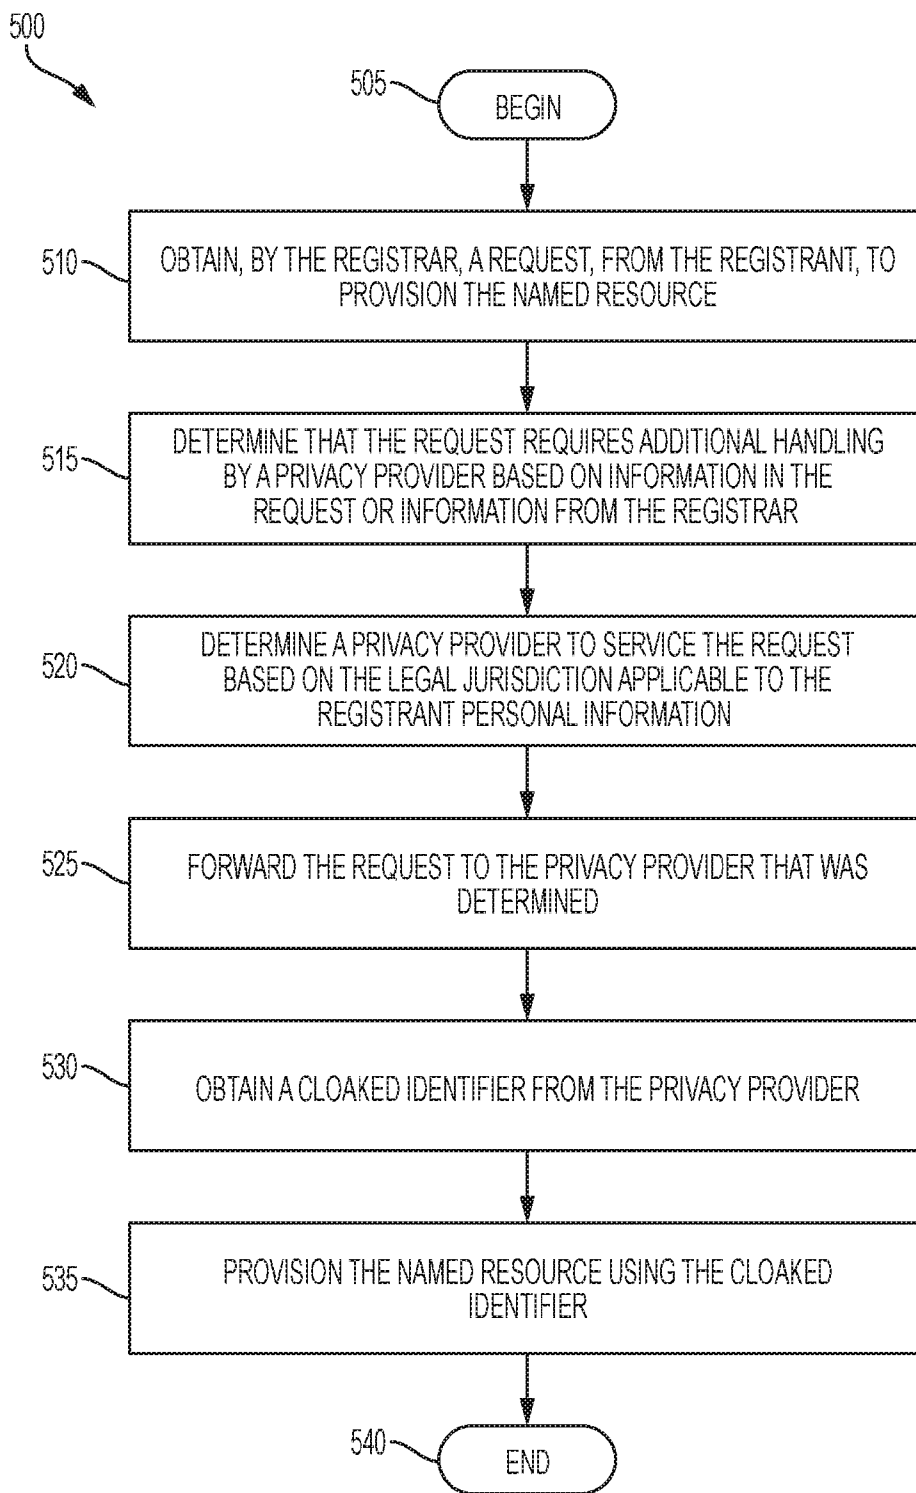 500
505
BEGIN
510
OBTAIN, BY THE REGISTRAR, A REQUEST, FROM THE REGISTRANT, TO
PROVISION THE NAMED RESOURCE
515
DETERMINE THAT THE REQUEST REQUIRES ADDITIONAL HANDLING
BY A PRIVACY PROVIDER BASED ON INFORMATION IN THE
REQUEST OR INFORMATION FROM THE REGISTRAR
520
DETERMINE A PRIVACY PROVIDER TO SERVICE THE REQUEST
BASED ON THE LEGAL JURISDICTION APPLICABLE TO THE
REGISTRANT PERSONAL INFORMATION
525
FORWARD THE REQUEST TO THE PRIVACY PROVIDER THAT WAS
DETERMINED
530
OBTAIN A CLOAKED IDENTIFIER FROM THE PRIVACY PROVIDER
535
PROVISION THE NAMED RESOURCE USING THE CLOAKED
IDENTIFIER
540
END